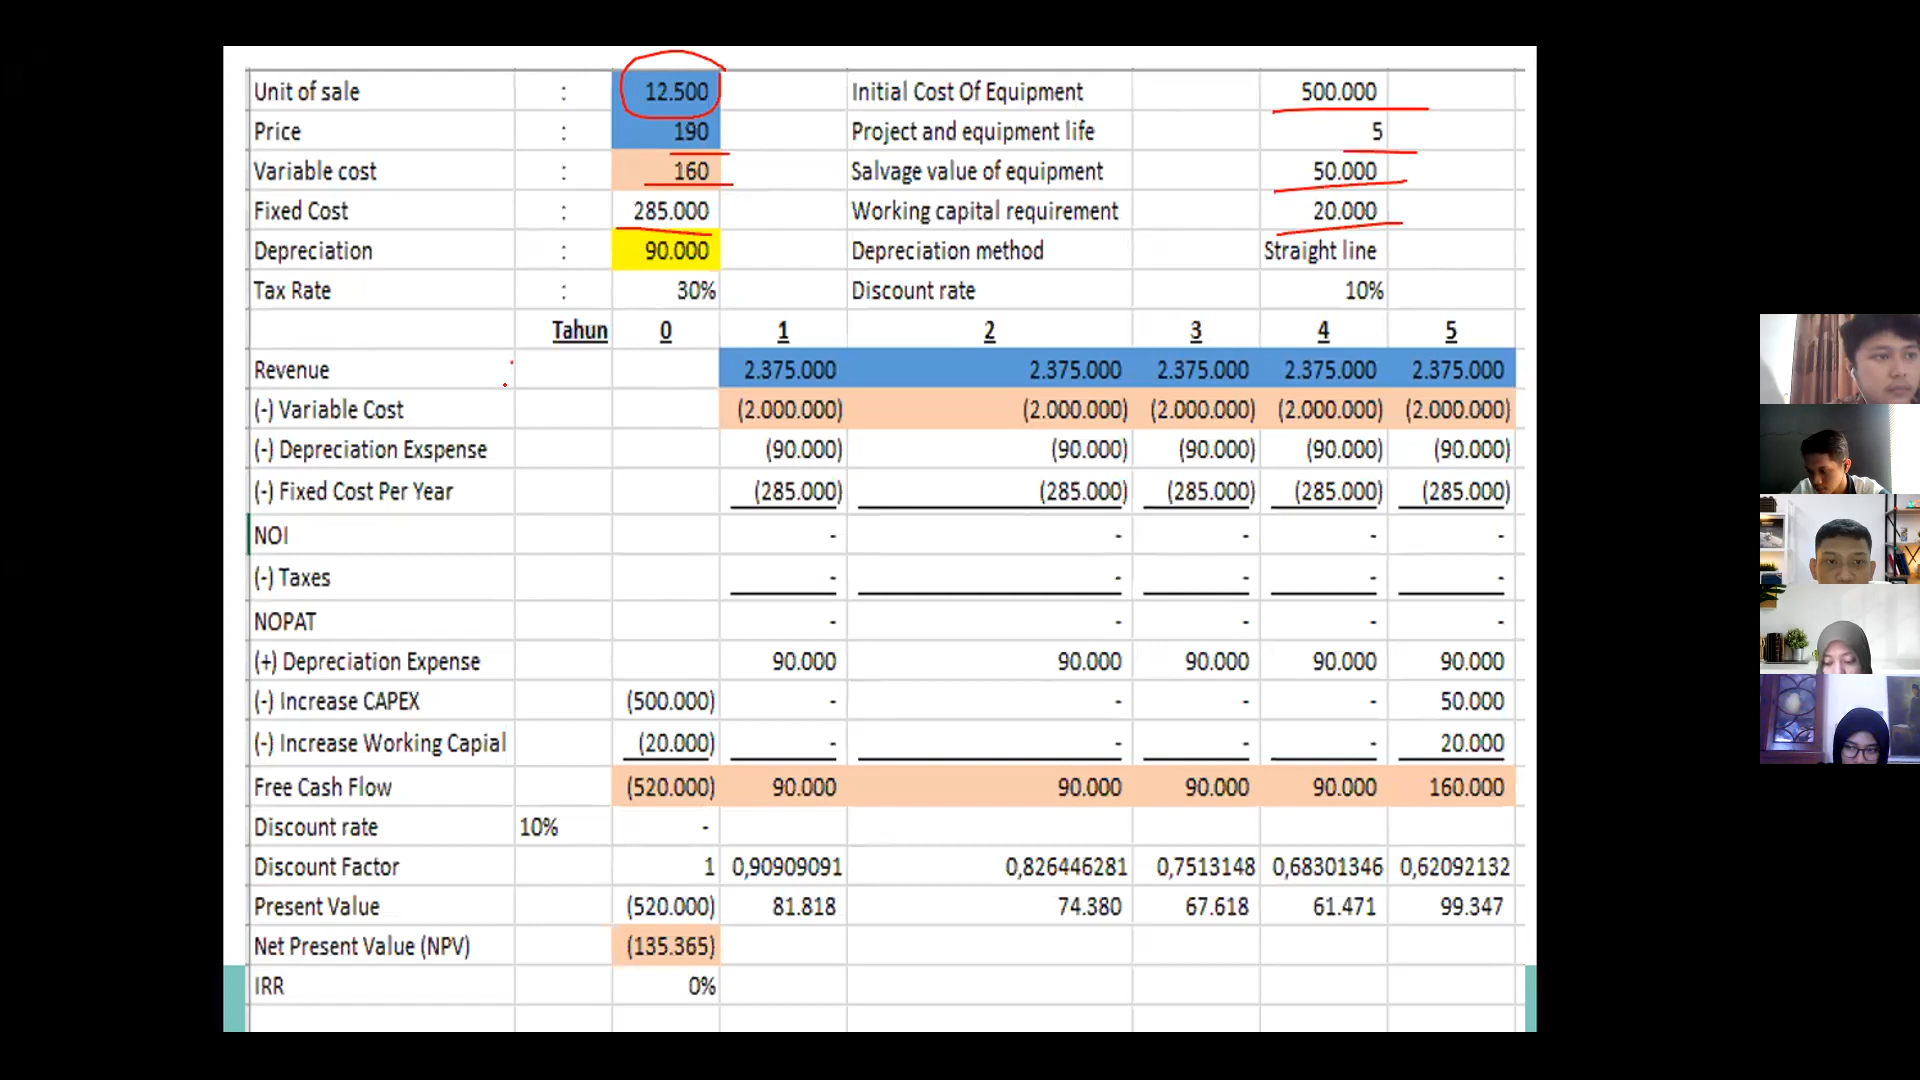 Unit of sale : 12.500 Initial Cost Of Equipment 500.000
Price : 190 Project and equipment life 5
Variable cost : 160 Salvage value of equipment 50.000
Fixed Cost : 285.000 Working capital requirement 20.000
Depreciation : 90.000 Depreciation method Straight line
Tax Rate : 30% Discount rate 10%
Tahun 0 1 2 3 4 5
Revenue 2.375.000 2.375.000 2.375.000 2.375.000 2.375.000
(-) Variable Cost (2.000.000) (2.000.000) (2.000.000) (2.000.000) (2.000.000)
(-) Depreciation Exspense (90.000) (90.000) (90.000) (90.000) (90.000)
(-) Fixed Cost Per Year (285.000) (285.000) (285.000) (285.000) (285.000)
NOI - - - - -
(-) Taxes - - - - -
NOPAT - - - - -
(+) Depreciation Expense 90.000 90.000 90.000 90.000 90.000
(-) Increase CAPEX (500.000) - - - - 50.000
(-) Increase Working Capial (20.000) - - - - 20.000
Free Cash Flow (520.000) 90.000 90.000 90.000 90.000 160.000
Discount rate 10% -
Discount Factor 1 0,90909091 0,826446281 0,7513148 0,68301346 0,62092132
Present Value (520.000) 81.818 74.380 67.618 61.471 99.347
Net Present Value (NPV) (135.365)
IRR 0%